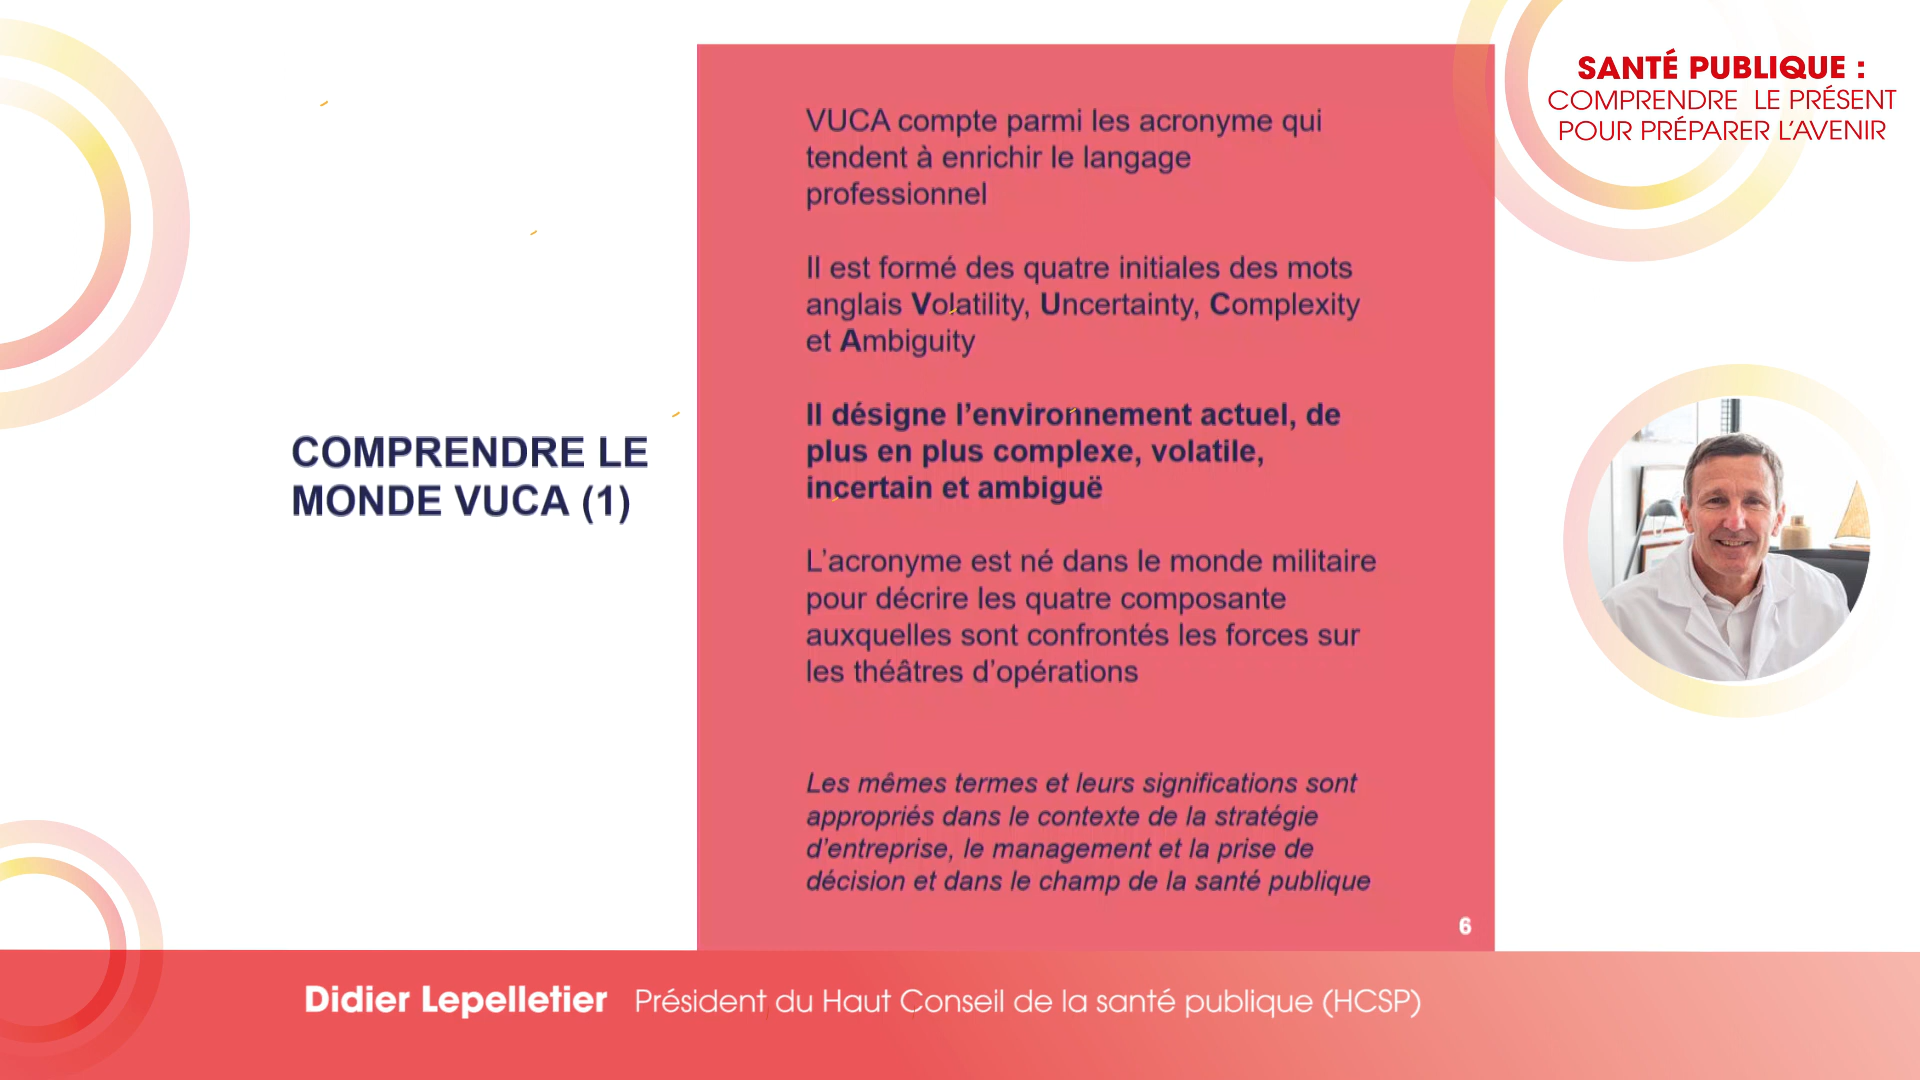 SANTÉ PUBLIQUE :
COMPRENDRE LE PRÉSENT
POUR PRÉPARER L'AVENIR
COMPRENDRE LE
MONDE VUCA (1)
VUCA compte parmi les acronyme qui
tendent à enrichir le langage
professionnel
Il est formé des quatre initiales des mots
anglais Volatility, Uncertainty, Complexity
et Ambiguity
Il désigne l’environnement actuel, de
plus en plus complexe, volatile,
incertain et ambiguë
L’acronyme est né dans le monde militaire
pour décrire les quatre composante
auxquelles sont confrontés les forces sur
les théâtres d’opérations
Les mêmes termes et leurs significations sont
appropriés dans le contexte de la stratégie
d’entreprise, le management et la prise de
décision et dans le champ de la santé publique
6
Didier Lepelletier Président du Haut Conseil de la santé publique (HCSP)